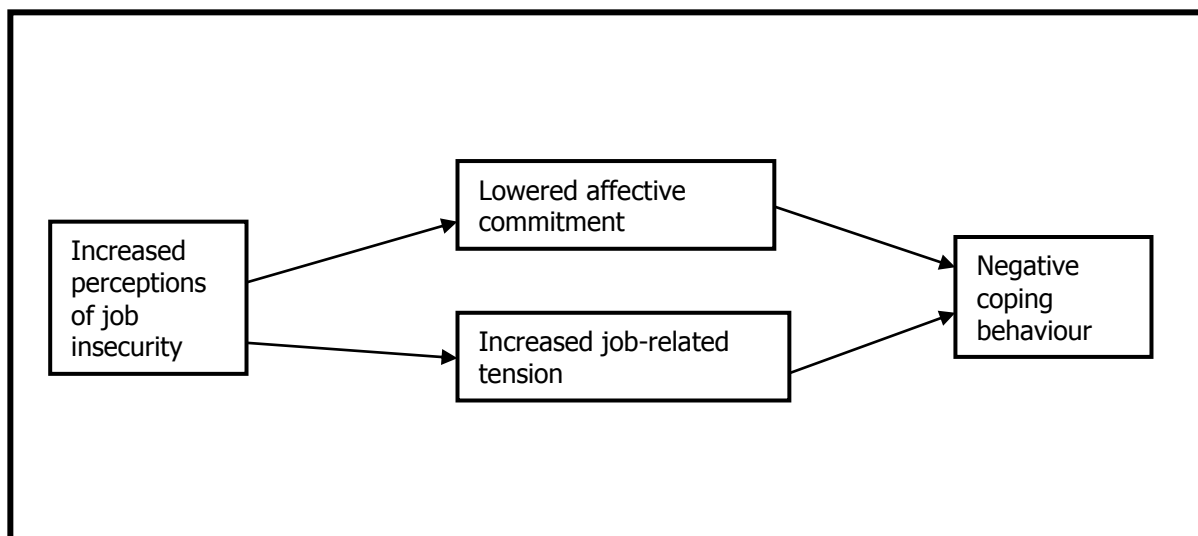 Increased
perceptions
of job
insecurity
Lowered affective
commitment
Increased job-related
tension
Negative
coping
behaviour